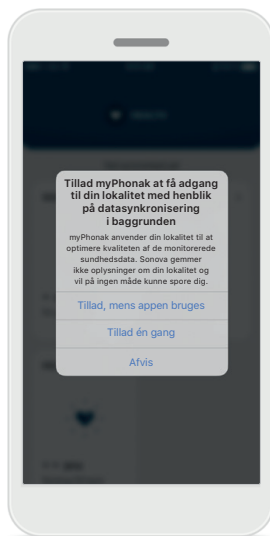 Tillad myPhonak at få adgang
til din lokalitet med henblik
på datasynkronisering
i baggrunden
myPhonak anvender din lokalitet til at
optimere kvaliteten af de monitorerede
sundhedsdata. Sonova gemmer
ikke oplysninger om din lokalitet og
vil på ingen måde kunne spore dig.
Tillad, mens appen bruges
Tillad én gang
Afvis